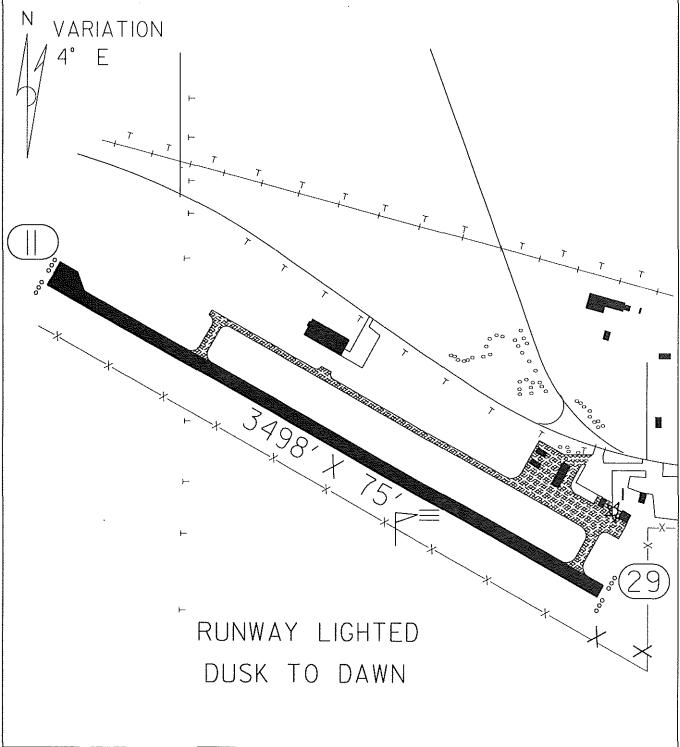 N
VARIATION
4° E
11
3498' X 75'
29
RUNWAY LIGHTED
DUSK TO DAWN